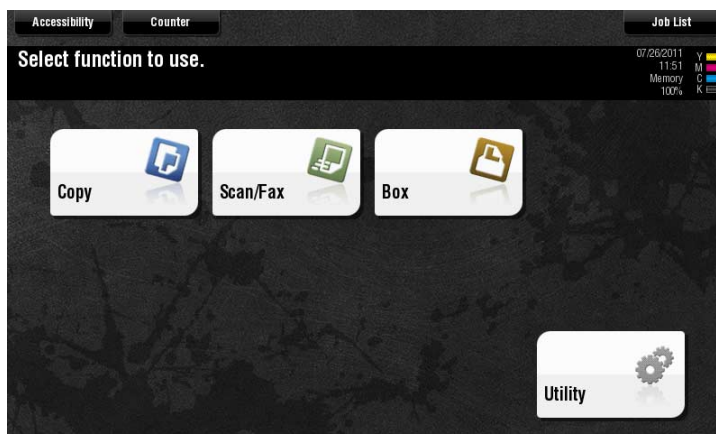 Accessibility Counter Job List
Select function to use.
07/26/2011
11:51
Memory
100%
Y
M
C
K
Copy Scan/Fax Box
Utility